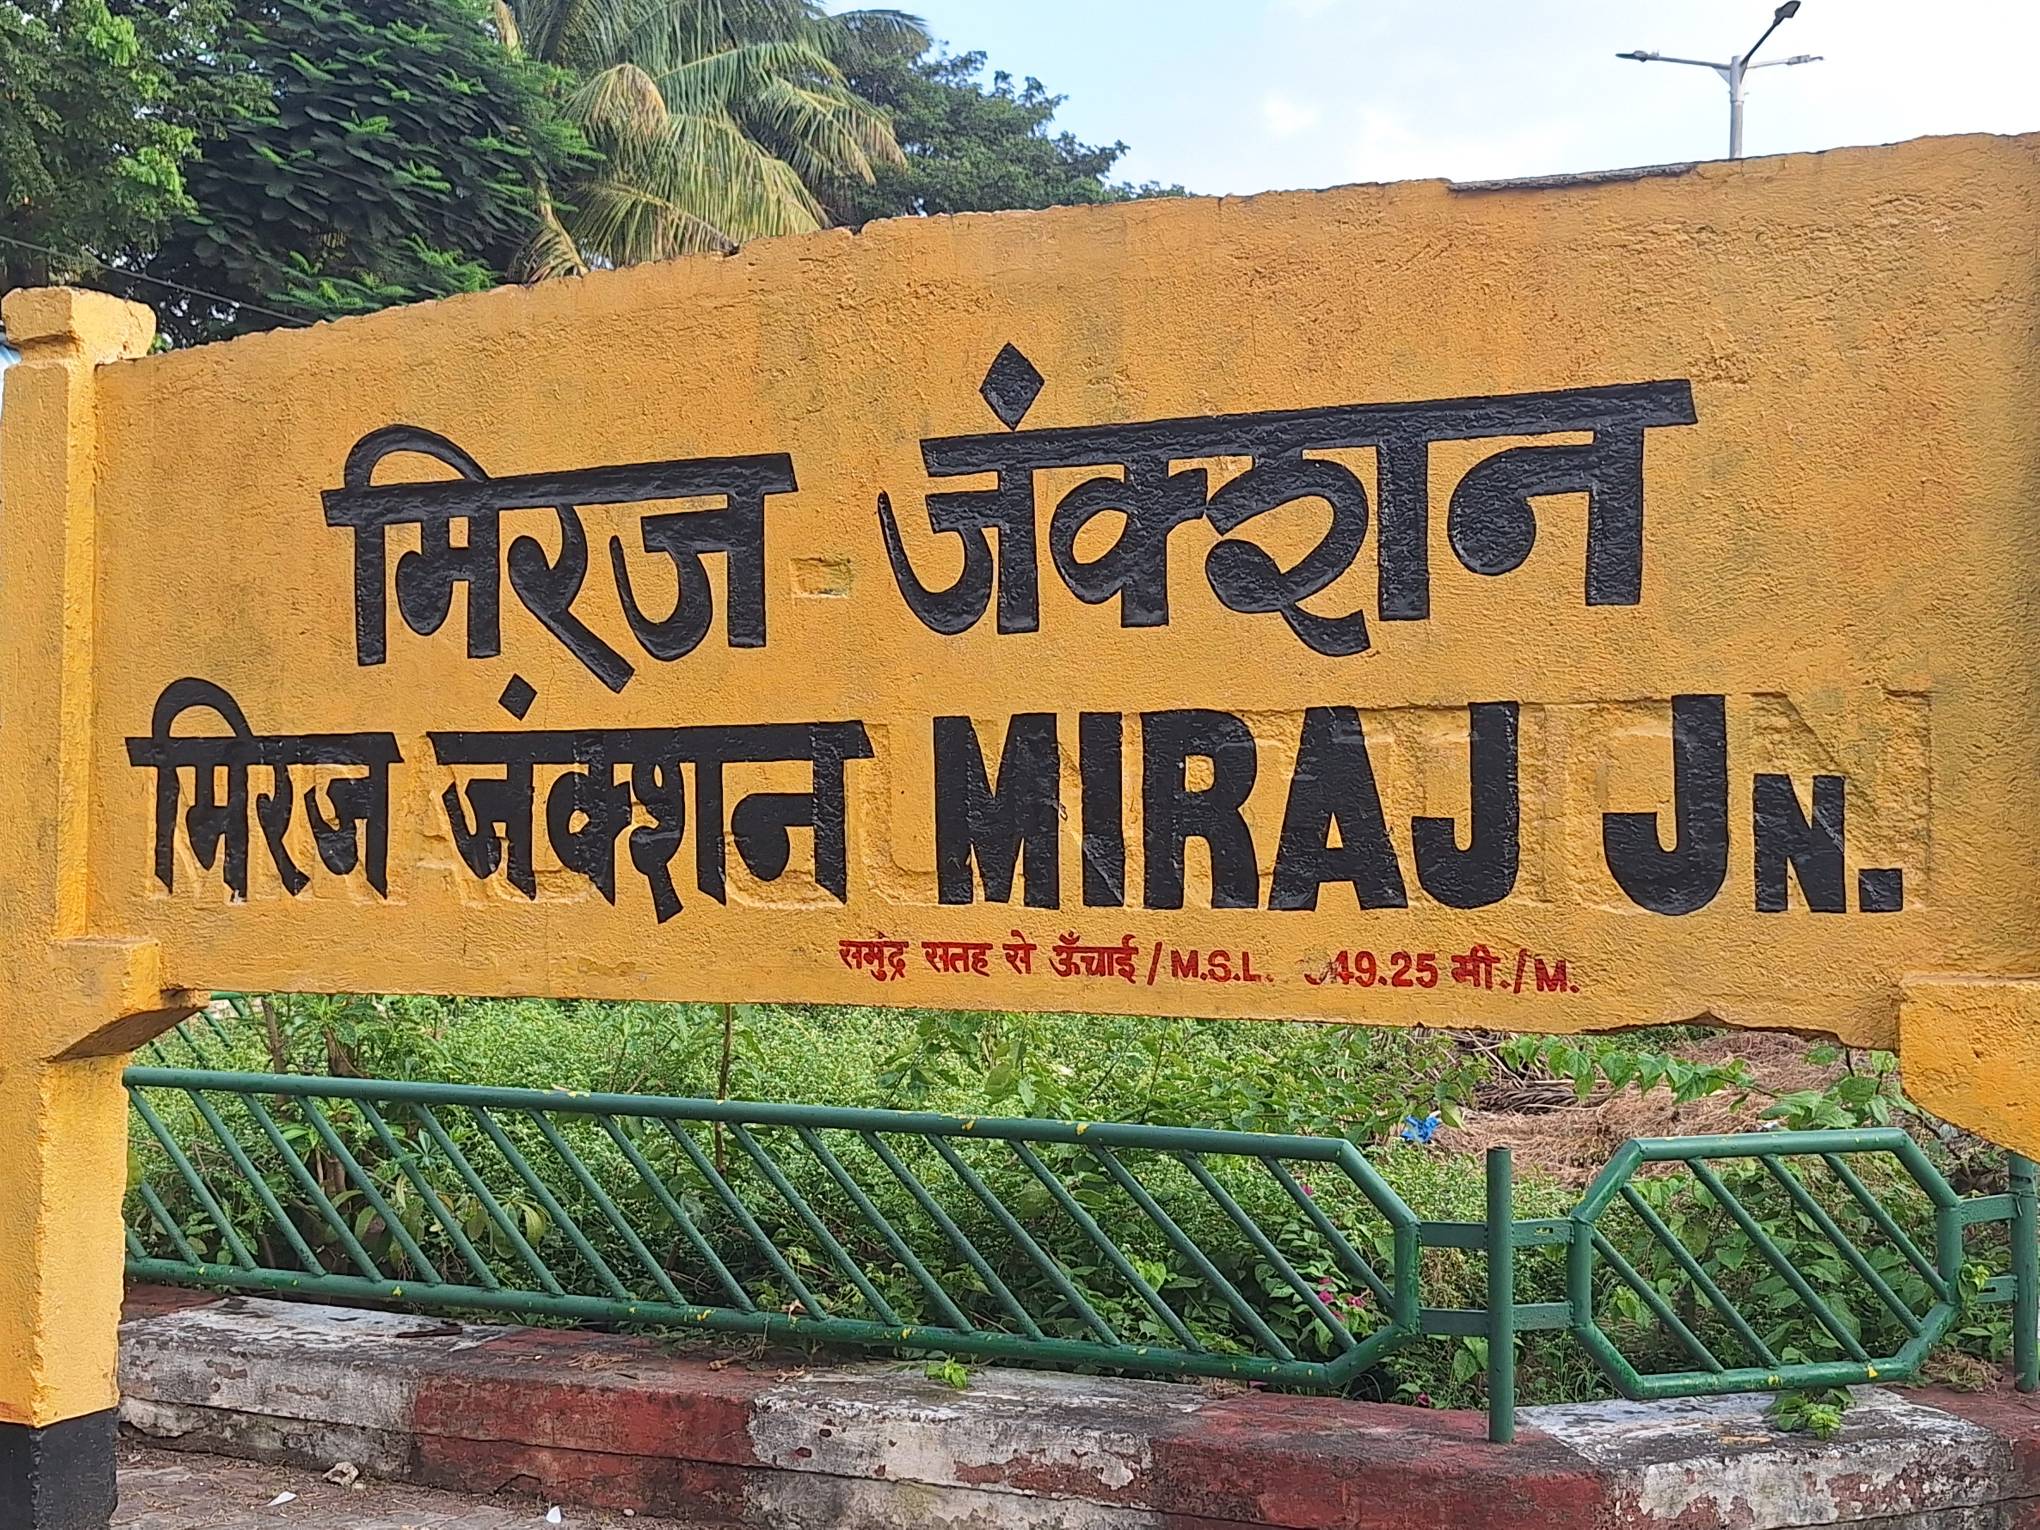 मिरज जंक्शन
मिरज जंक्शन MIRAJ JN.
समुंद्र सतह से ऊँचाई / M.S.L. मी. / M.